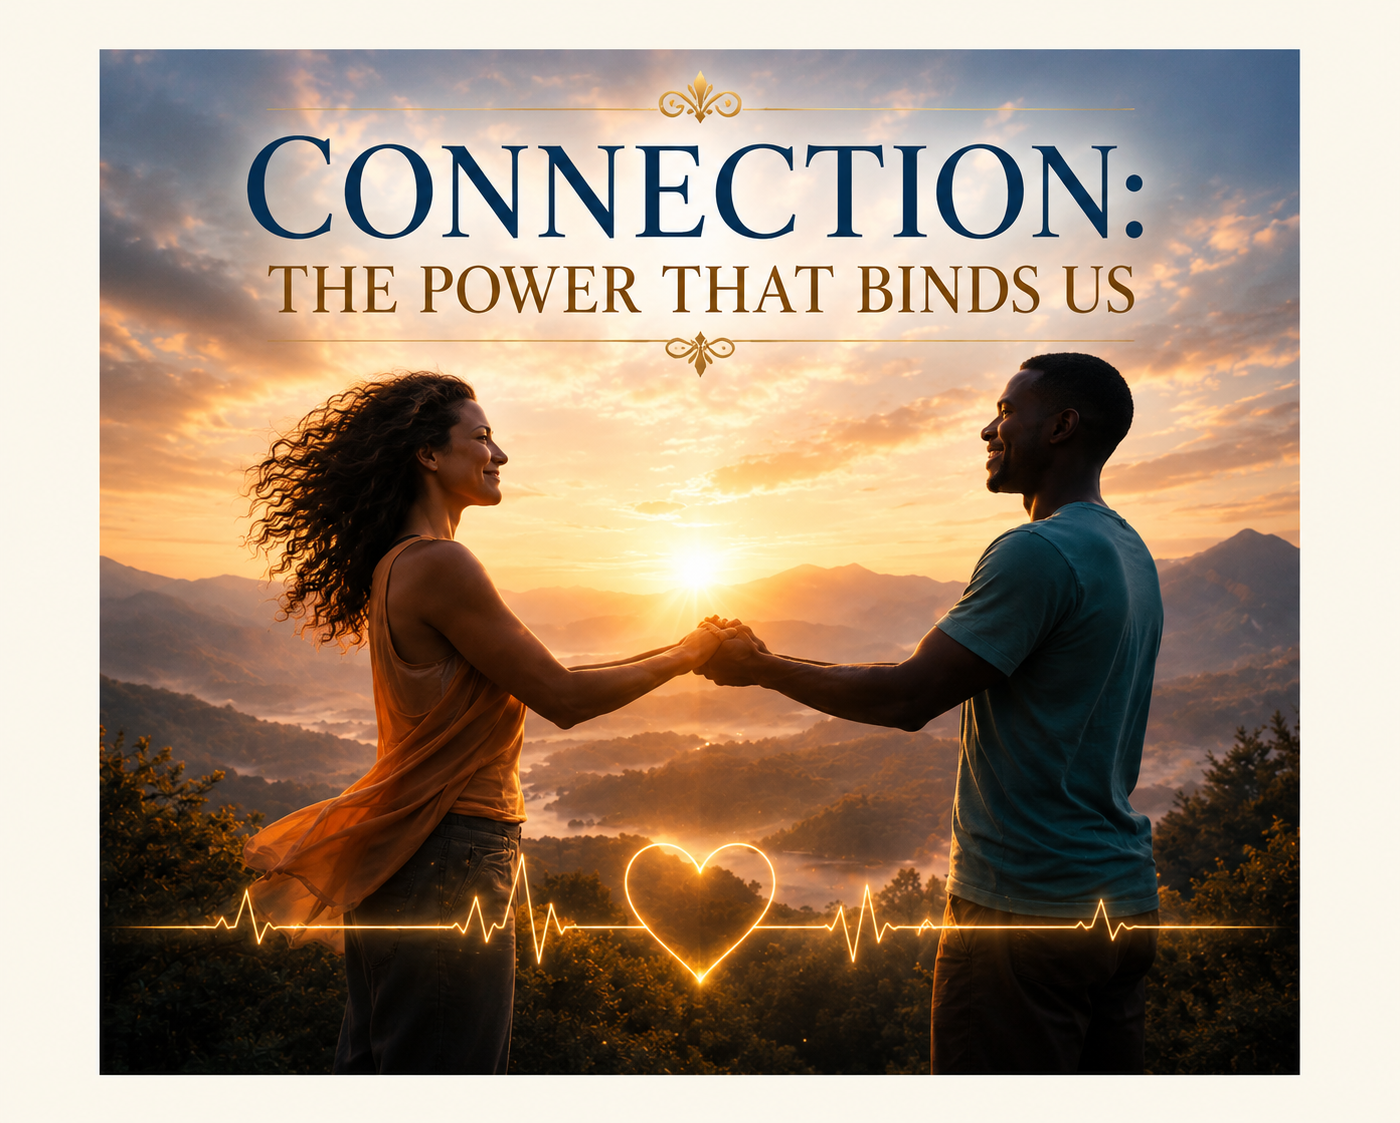 CONNECTION:
THE POWER THAT BINDS US